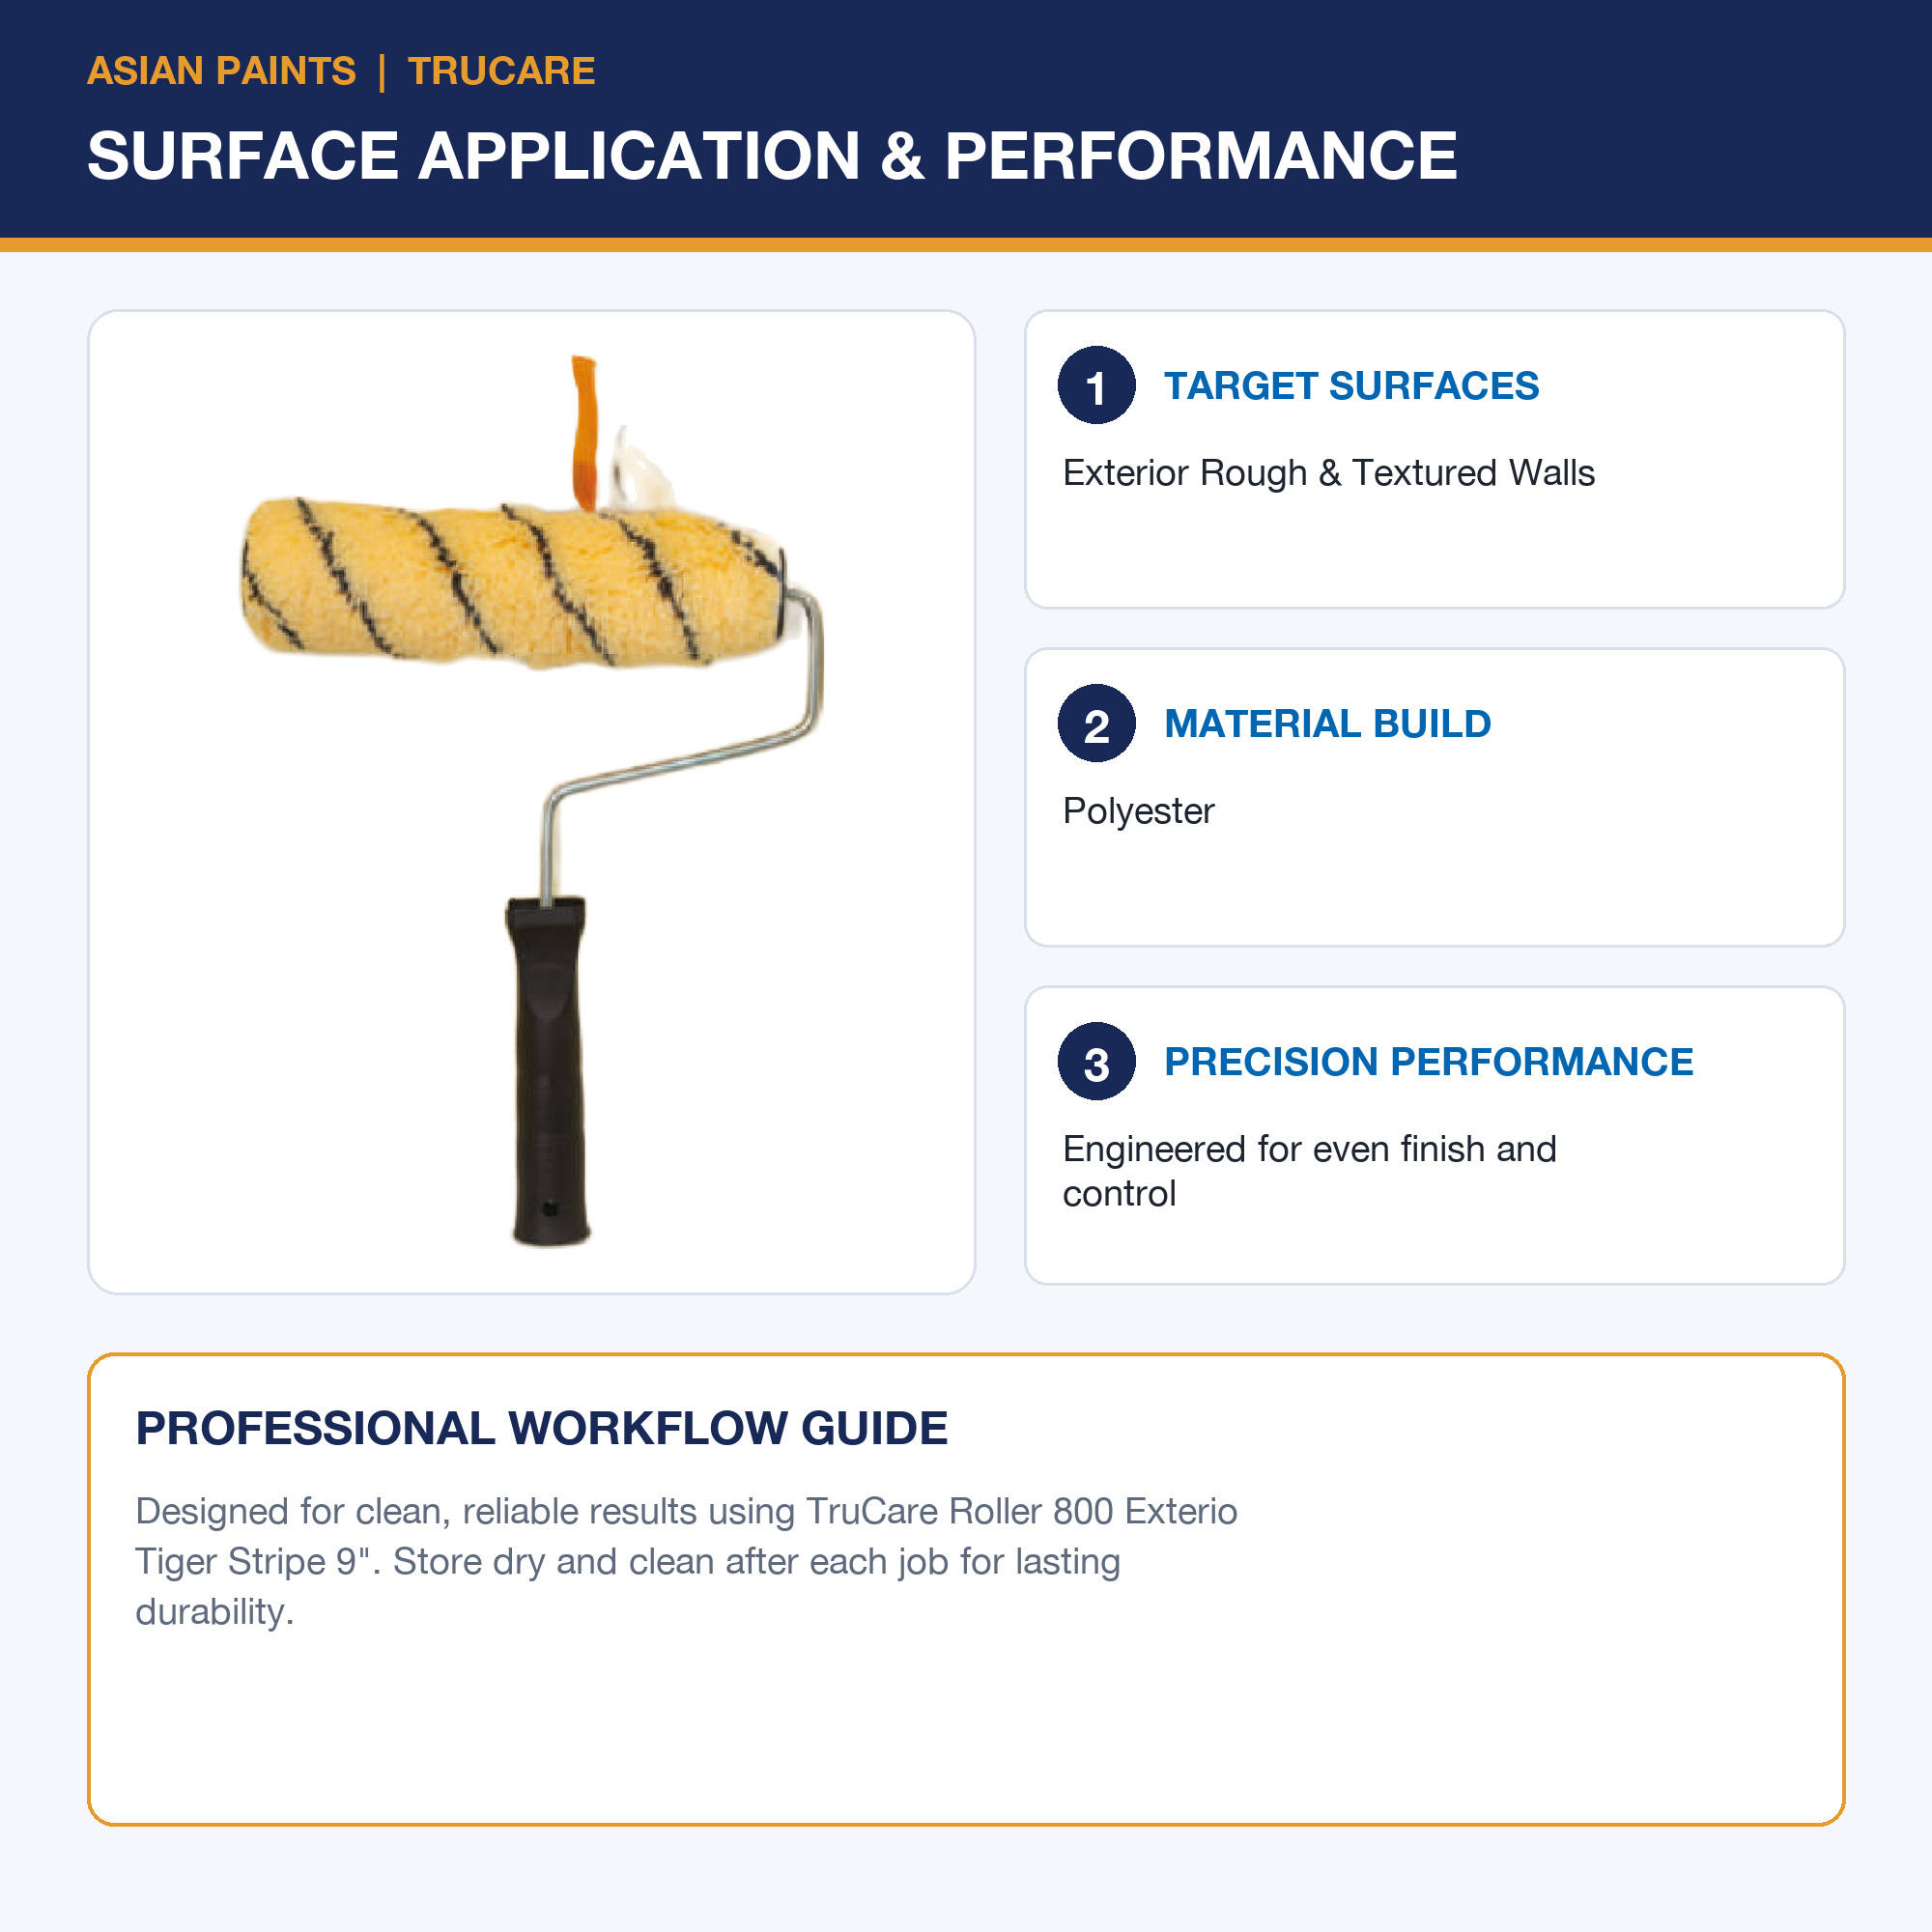 ASIAN PAINTS | TRUCARE
SURFACE APPLICATION & PERFORMANCE
1 TARGET SURFACES
Exterior Rough & Textured Walls
2 MATERIAL BUILD
Polyester
3 PRECISION PERFORMANCE
Engineered for even finish and
control
PROFESSIONAL WORKFLOW GUIDE
Designed for clean, reliable results using TruCare Roller 800 Exterio
Tiger Stripe 9". Store dry and clean after each job for lasting
durability.